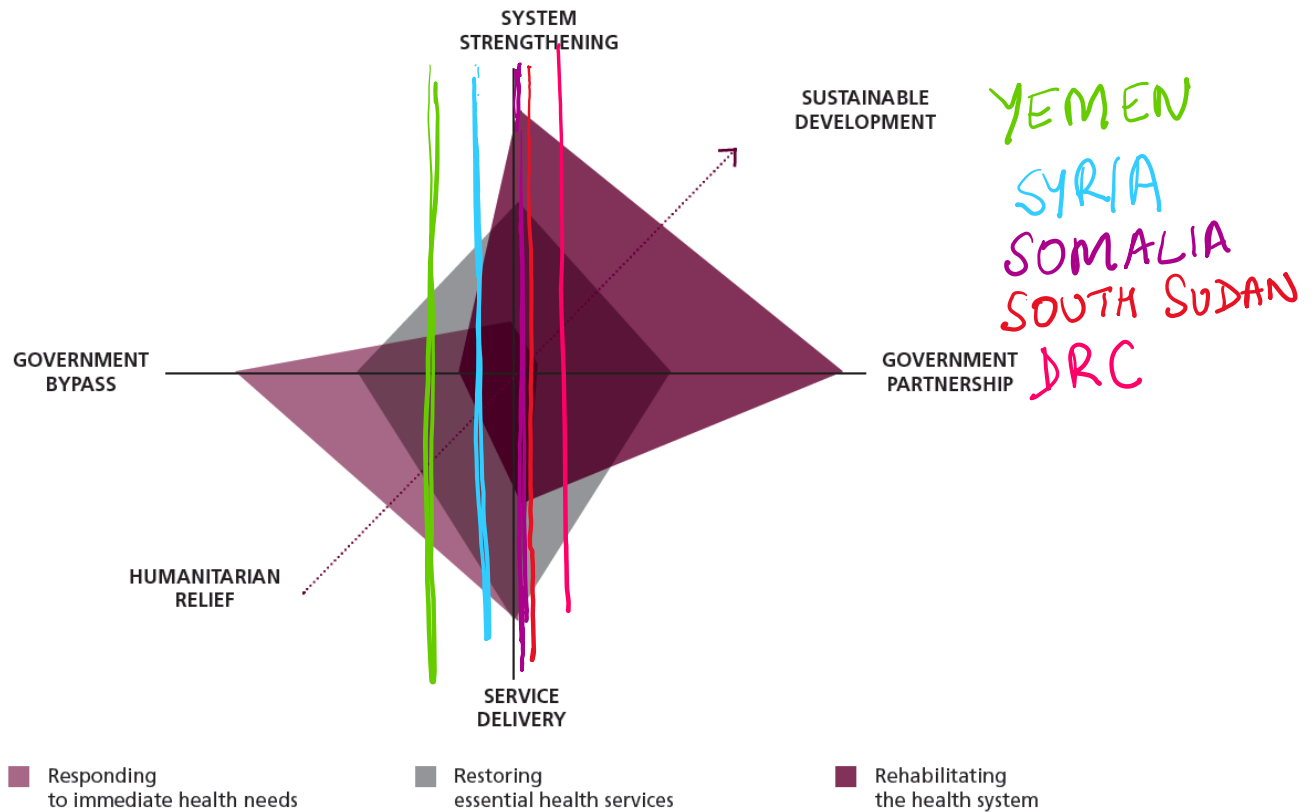 SYSTEM
STRENGTHENING
SUSTAINABLE
DEVELOPMENT
YEMEN
SYRIA
SOMALIA
SOUTH SUDAN
DRC
GOVERNMENT
BYPASS
GOVERNMENT
PARTNERSHIP
HUMANITARIAN
RELIEF
SERVICE
DELIVERY
Responding
to immediate health needs
Restoring
essential health services
Rehabilitating
the health system